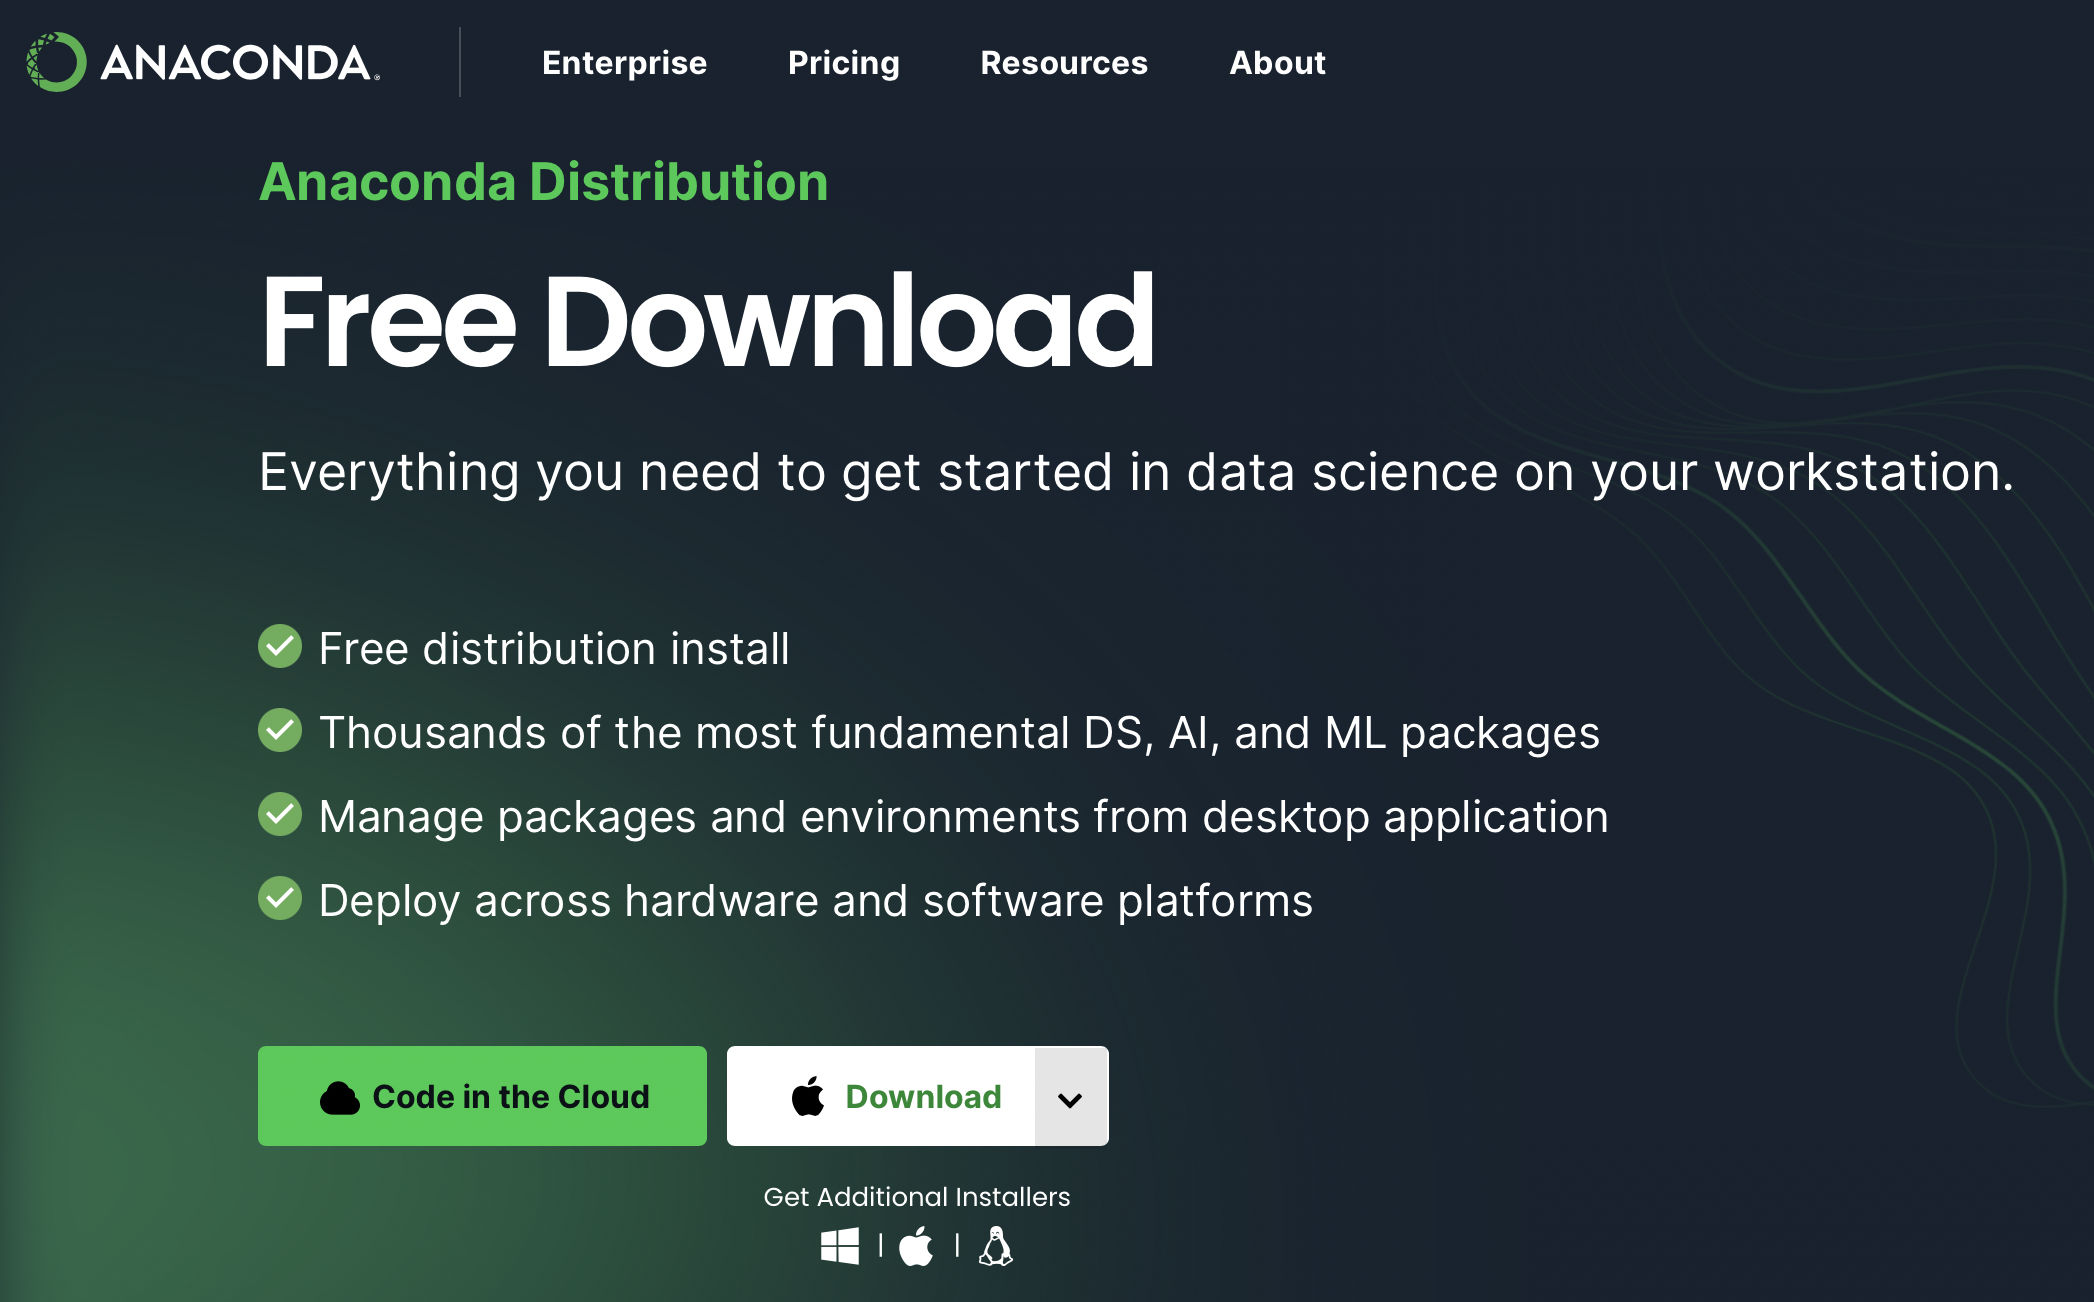 ANACONDA®
Enterprise
Pricing
Resources
About
Anaconda Distribution
Free Download
Everything you need to get started in data science on your workstation.
Free distribution install
Thousands of the most fundamental DS, AI, and ML packages
Manage packages and environments from desktop application
Deploy across hardware and software platforms
Code in the Cloud
Download
Get Additional Installers